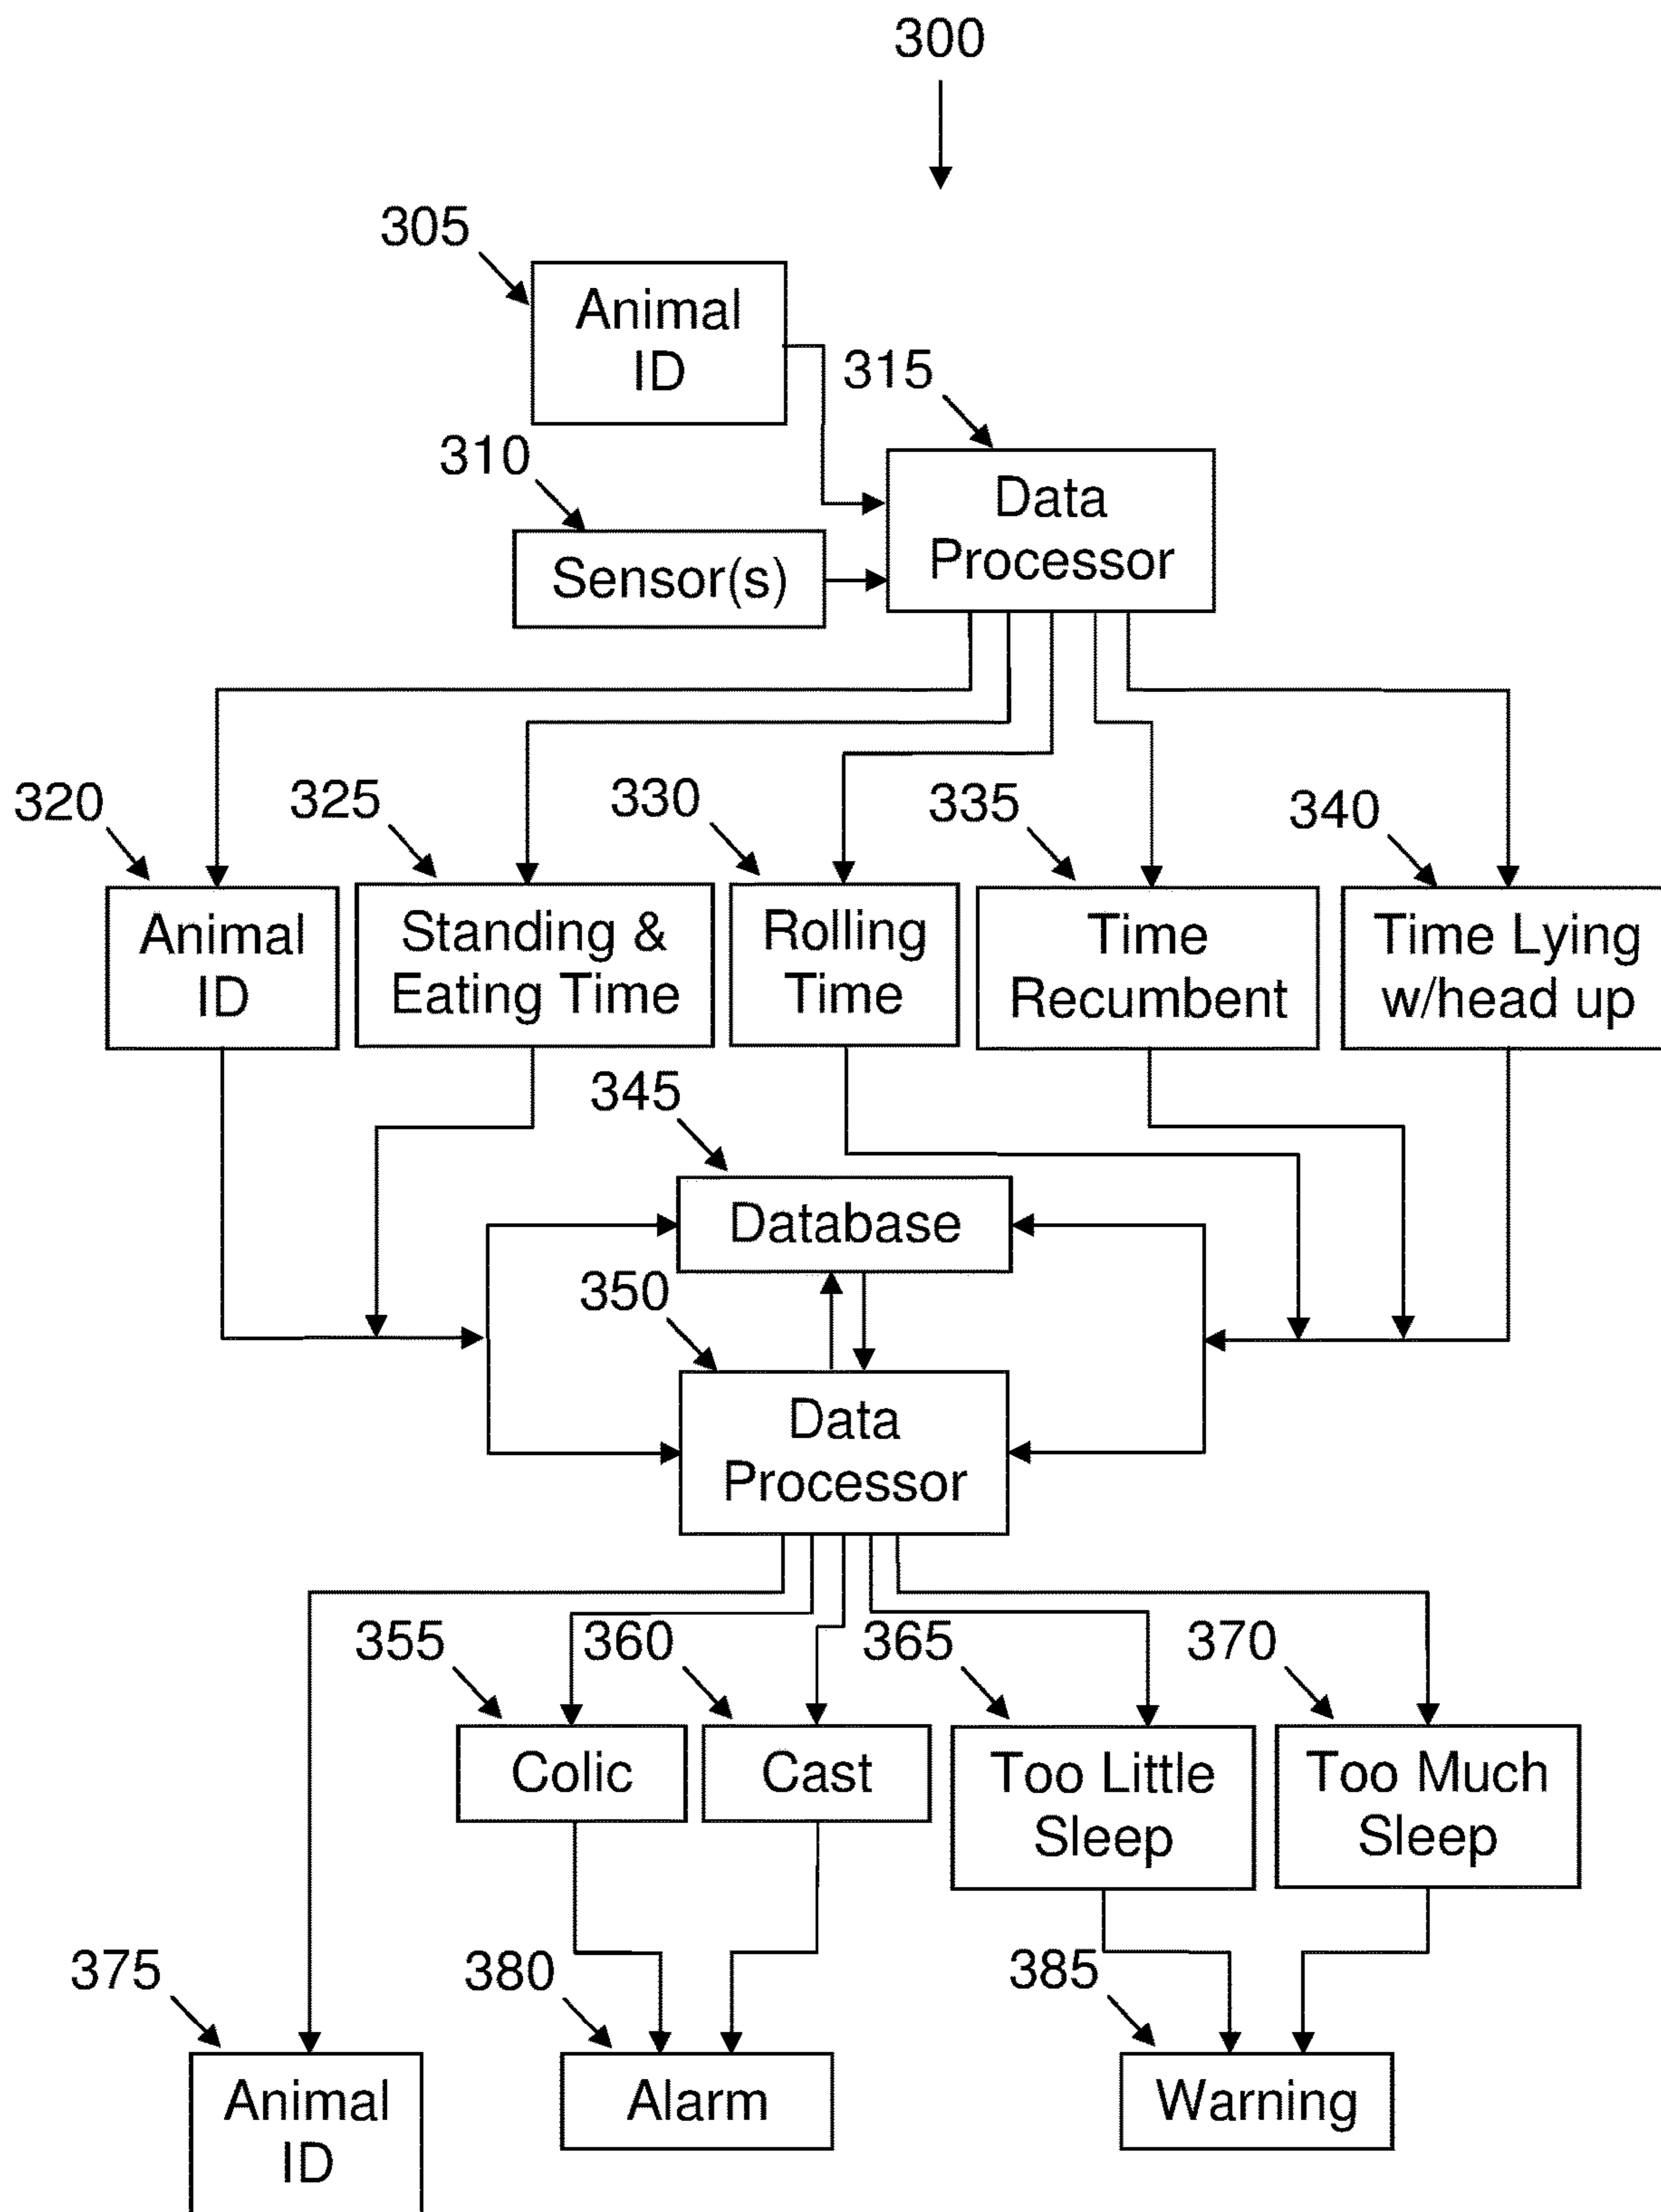 300
305
Animal
ID
315
310
Data
Processor
Sensor(s)
320
325
330
335
340
Animal
ID
Standing &
Eating Time
Rolling
Time
Time
Recumbent
Time Lying
w/head up
345
Database
350
Data
Processor
355
360
365
370
Colic
Cast
Too Little
Sleep
Too Much
Sleep
375
380
385
Animal
ID
Alarm
Warning